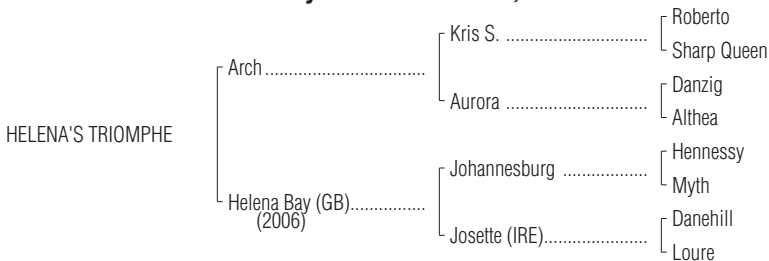 Roberto
Kris S. ................................
Sharp Queen
Arch ................................
Danzig
Aurora ................................
Althea
HELENA'S TRIOMPHE
Hennessy
Johannesburg ...................
Myth
Helena Bay (GB)................
(2006)
Danehill
Josette (IRE).......................
Loure